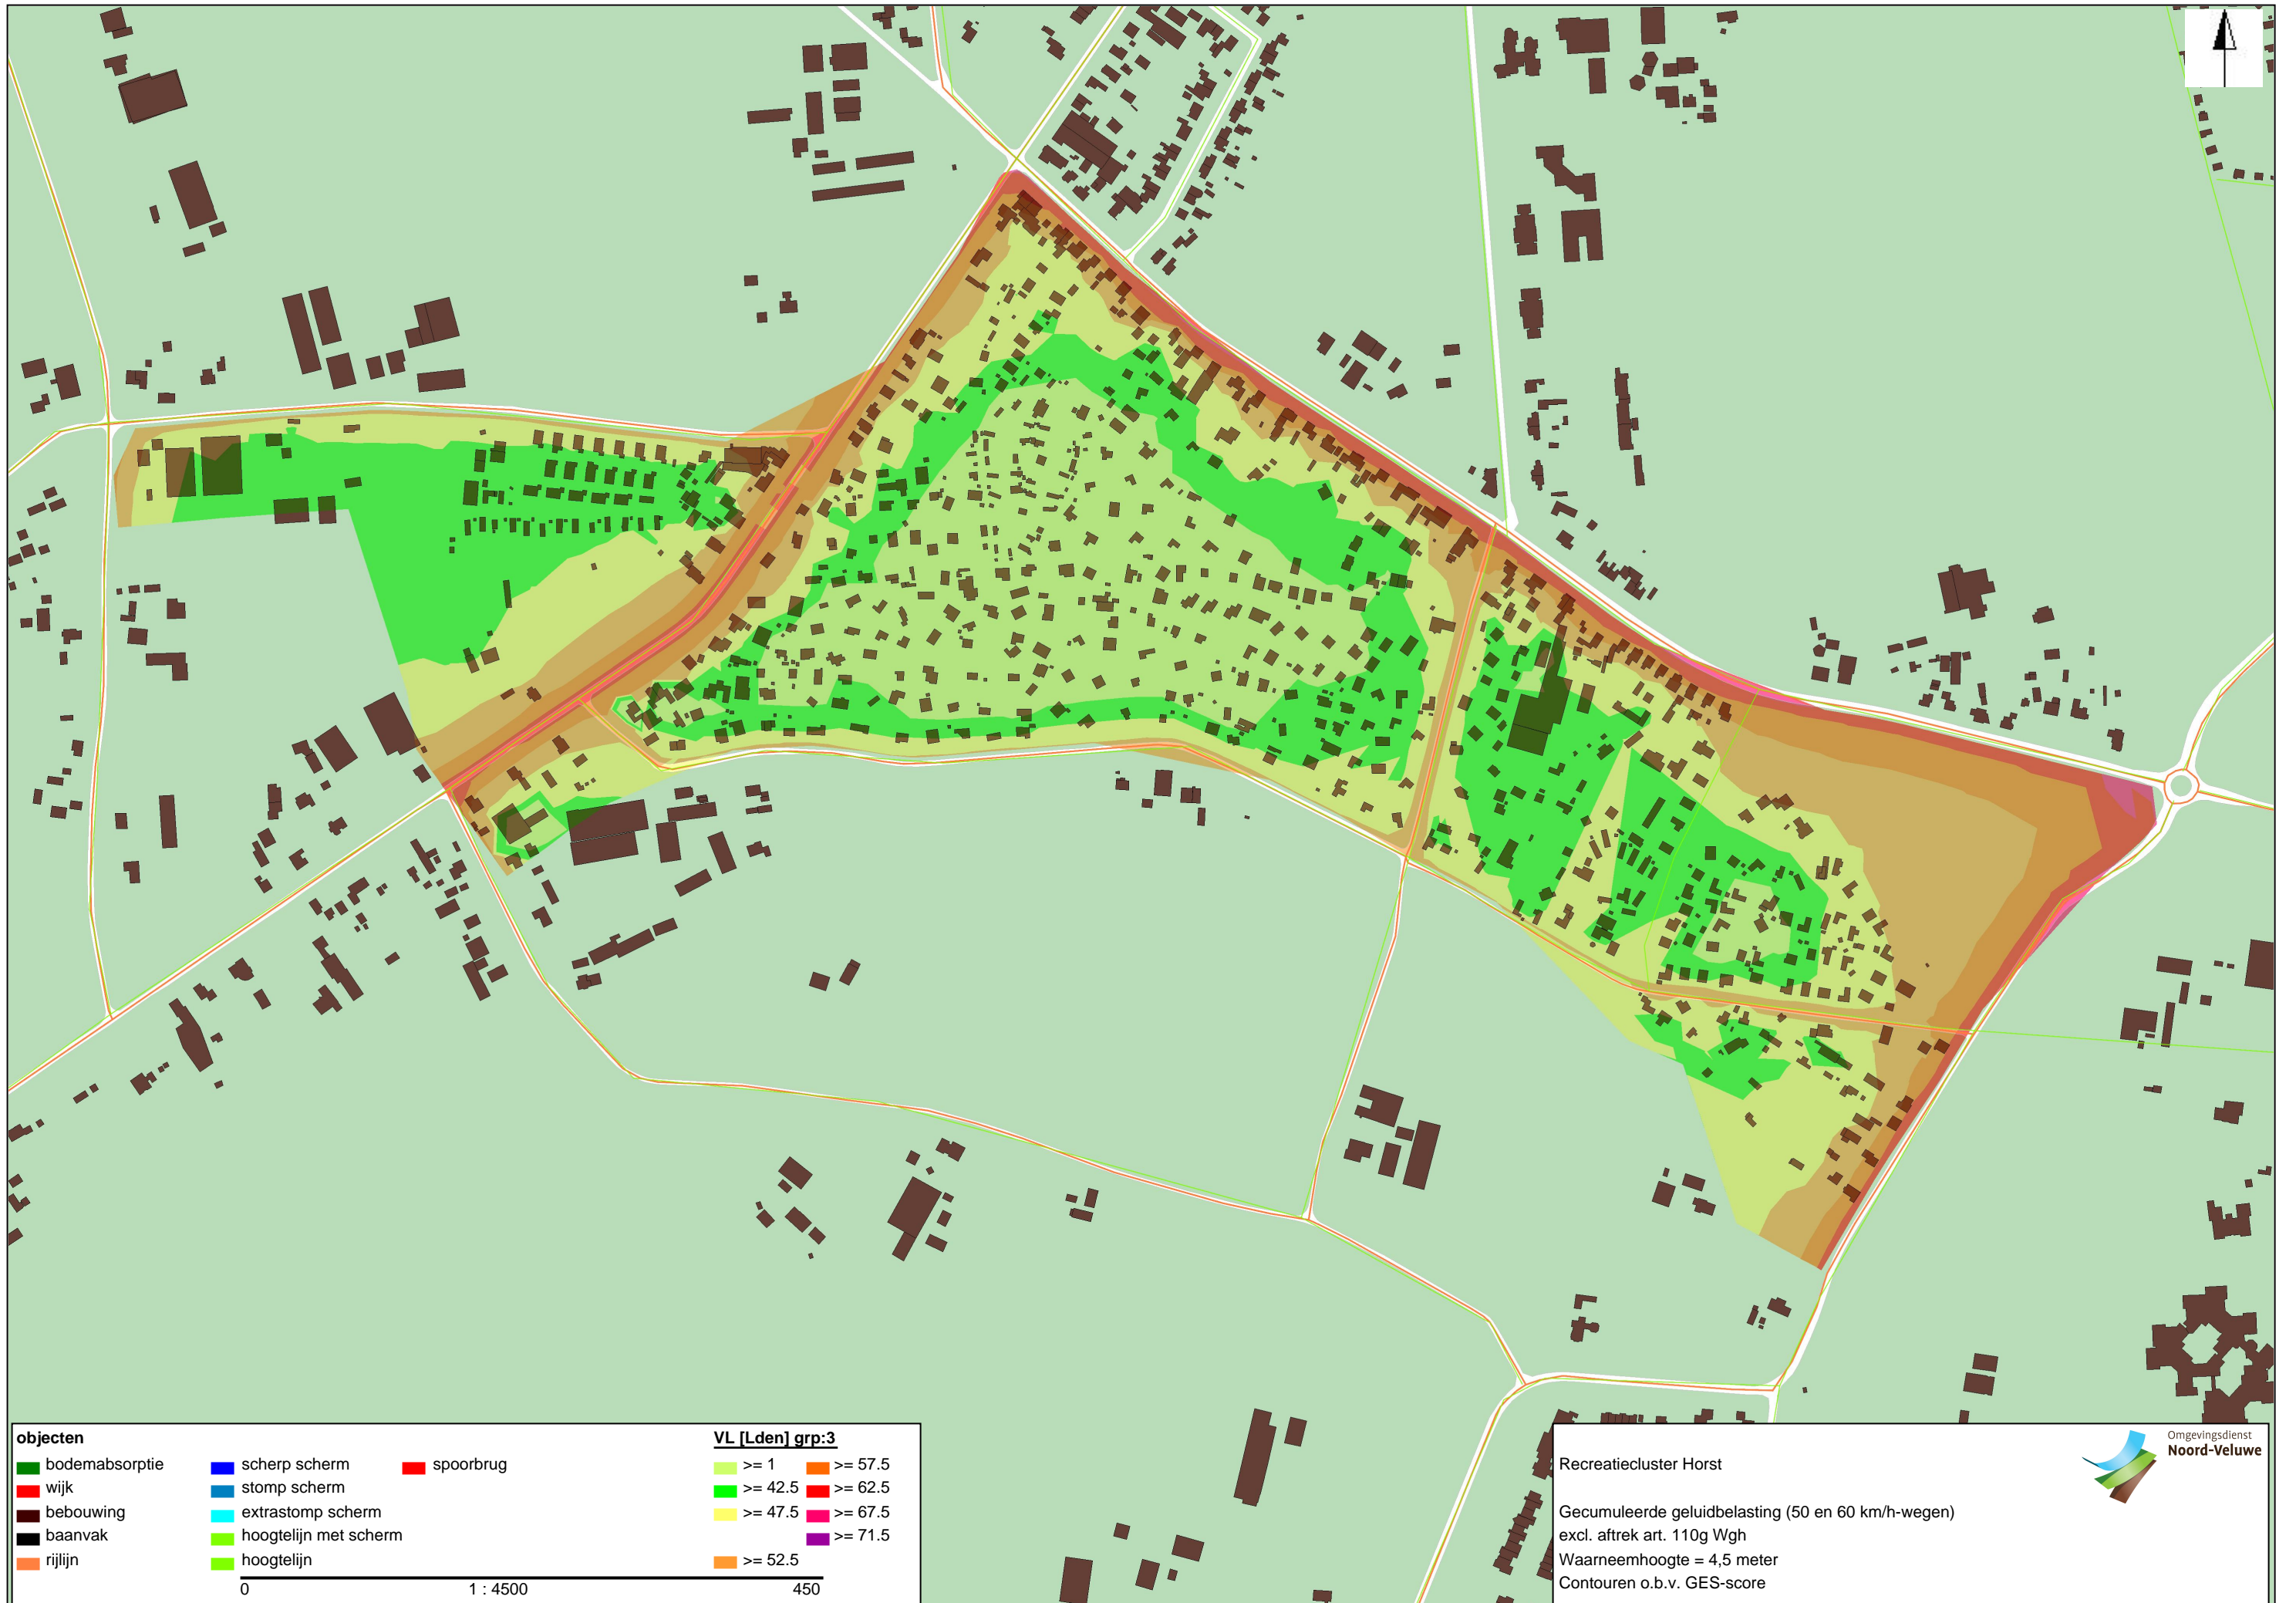 objecten
bodemabsorptie
wijk
bebouwing
baanvak
rijlijn
scherp scherm
stomp scherm
extrastomp scherm
hoogtelijn met scherm
hoogtelijn
spoorbrug
VL [Lden] grp:3
>= 1
>= 42.5
>= 47.5
>= 52.5
>= 57.5
>= 62.5
>= 67.5
>= 71.5
0 1 : 4500 450
Omgevingsdienst
Noord-Veluwe
Recreatiecluster Horst
Gecumuleerde geluidbelasting (50 en 60 km/h-wegen)
excl. aftrek art. 110g Wgh
Waarneemhoogte = 4,5 meter
Contouren o.b.v. GES-score